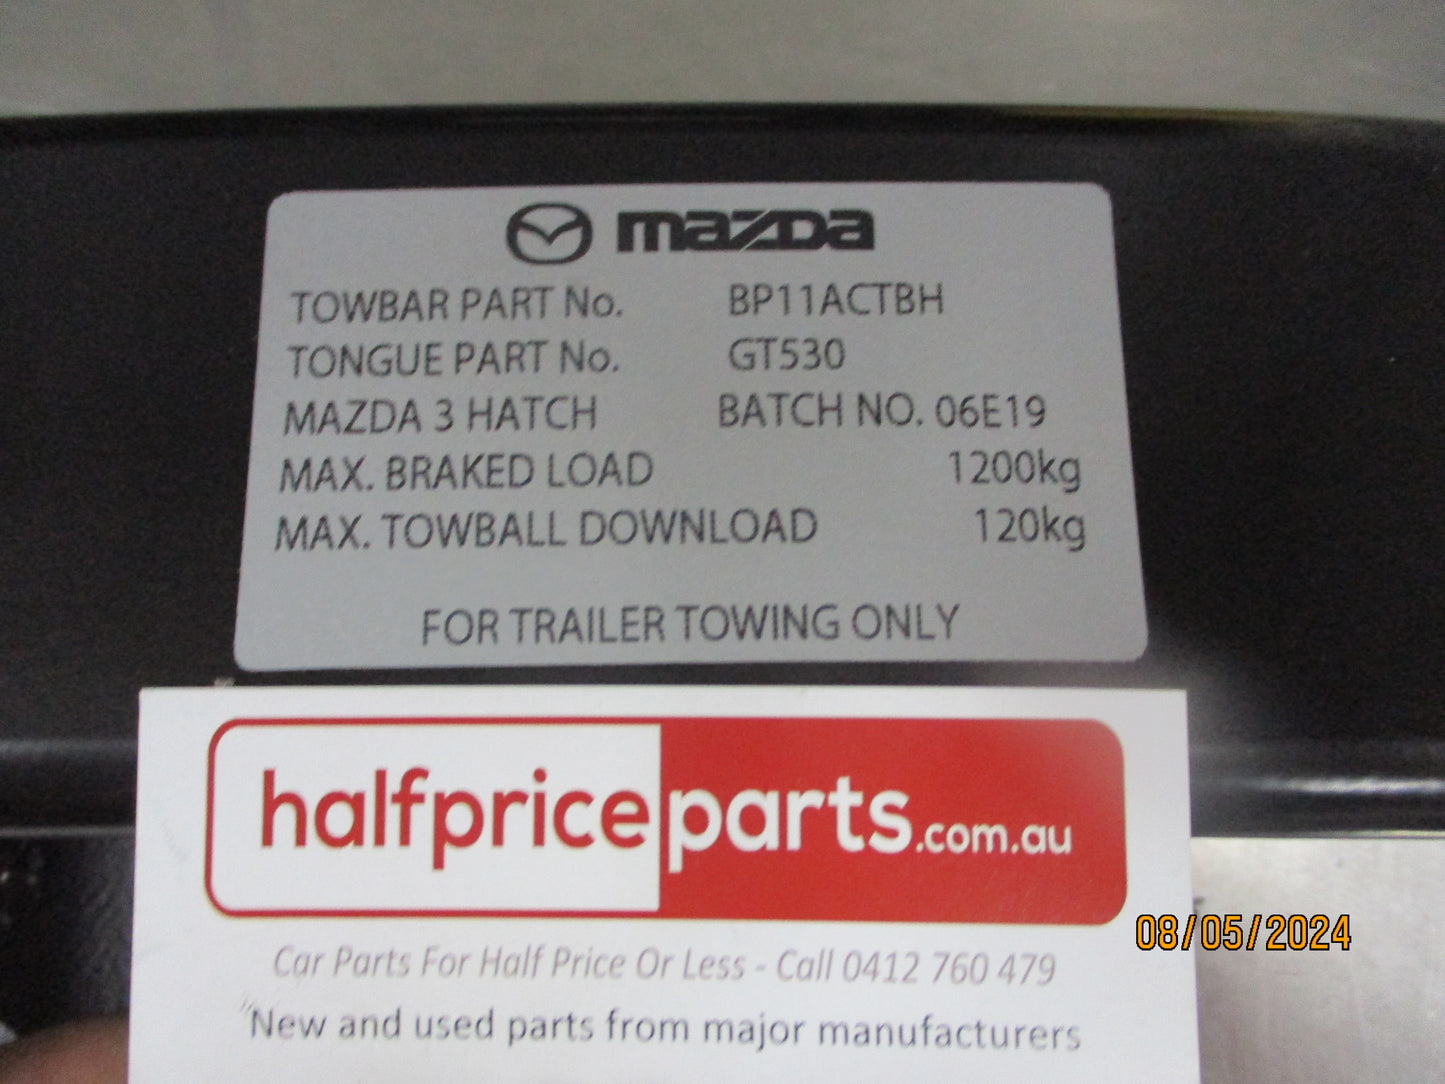 mazda
TOWBAR PART No. BP11ACTBH
TONGUE PART No. GT530
MAZDA 3 HATCH BATCH NO. 06E19
MAX. BRAKED LOAD 1200kg
MAX. TOWBALL DOWNLOAD 120kg
FOR TRAILER TOWING ONLY
halfpriceparts.com.au
08/05/2024
Car Parts For Half Price Or Less - Call 0412 760 479
New and used parts from major manufacturers